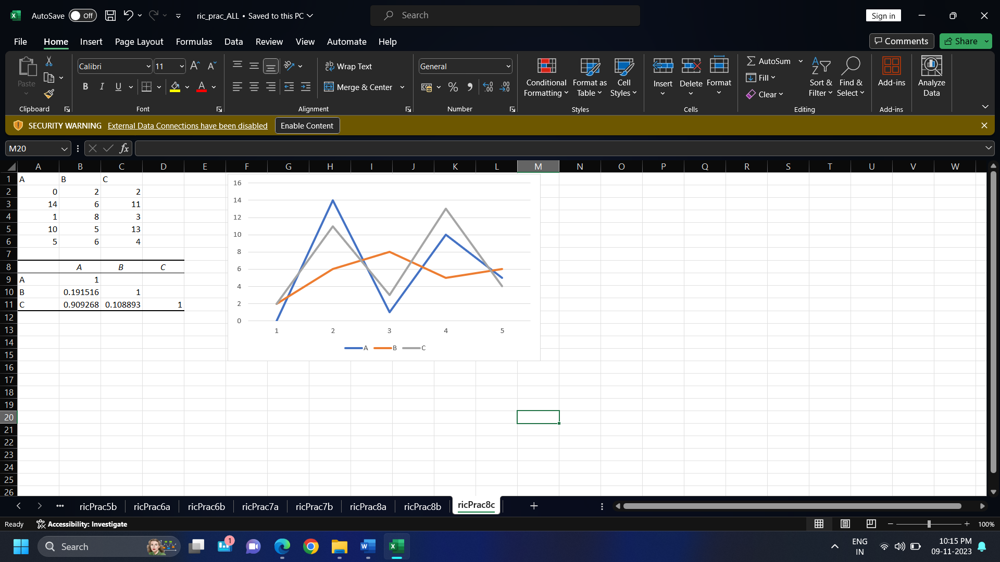 AutoSave Off ric_prac_ALL • Saved to this PC Search Sign in
File Home Insert Page Layout Formulas Data Review View Automate Help Comments Share
Paste Calibri 11 Wrap Text General Conditional Formatting Format as Table Cell Styles Insert Delete Format AutoSum Sort & Filter Find & Select Add-ins Analyze Data
B I U A Merge & Center % Fill
Clear
Clipboard Font Alignment Number Styles Cells Editing Add-ins
SECURITY WARNING External Data Connections have been disabled Enable Content
M20 fx
A B C D E F G H I J K L M N O P Q R S T U V W
1 A B C
2 0 2 2
3 14 6 11
4 1 8 3
5 10 5 13
6 5 6 4
7
8 A B C
9 A 1
10 B 0.191516 1
11 C 0.909268 0.108893 1
12
13
14
15
16
17
18
19
20
21
22
23
24
25
26
16
14
12
10
8
6
4
2
0
1 2 3 4 5
A B C
ricPrac5b ricPrac6a ricPrac6b ricPrac7a ricPrac7b ricPrac8a ricPrac8b ricPrac8c
Ready Accessibility: Investigate 100%
Search 1 ENG IN 10:15 PM
09-11-2023